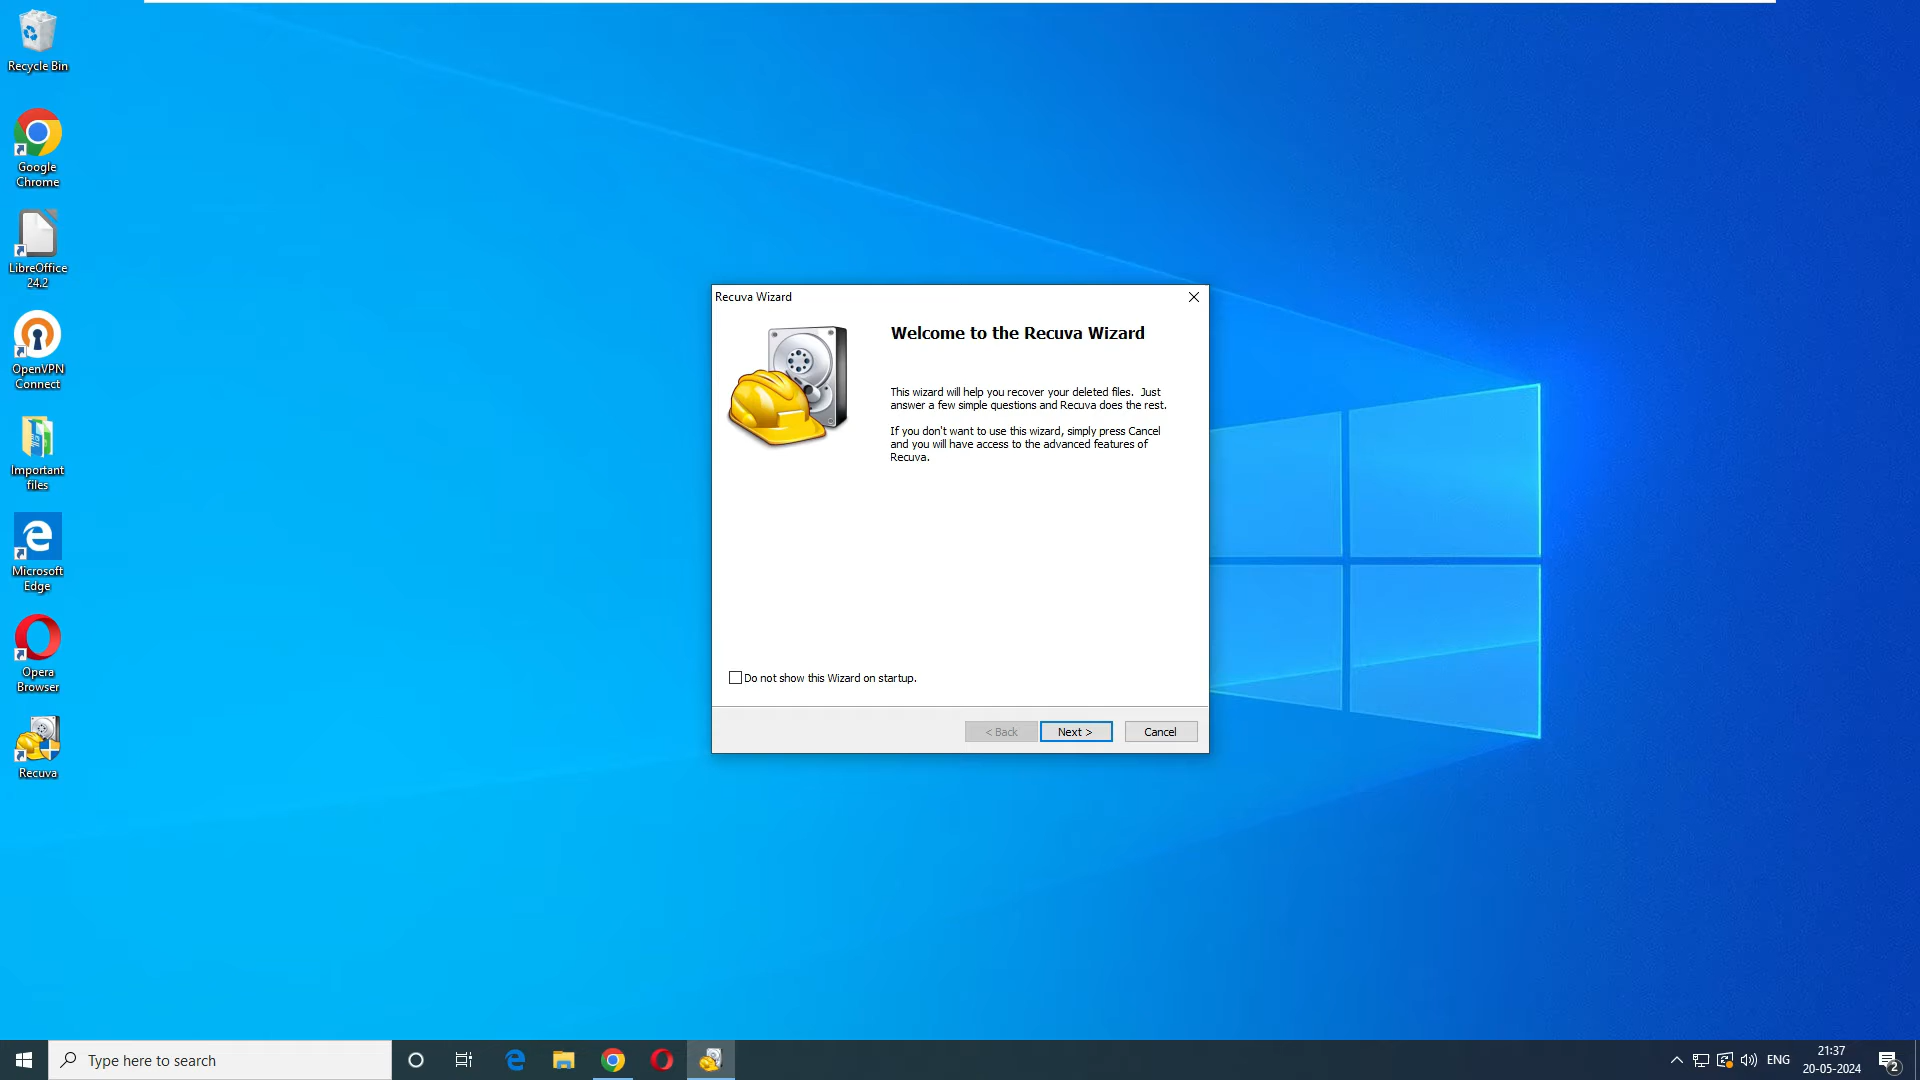 Recycle Bin
Google
Chrome
LibreOffice
24.2
OpenVPN
Connect
Important
files
Microsoft
Edge
Opera
Browser
Recuva
Recuva Wizard
Welcome to the Recuva Wizard
This wizard will help you recover your deleted files. Just
answer a few simple questions and Recuva does the rest.
If you don't want to use this wizard, simply press Cancel
and you will have access to the advanced features of
Recuva.
Do not show this Wizard on startup.
< Back
Next >
Cancel
Type here to search
ENG
21:37
20-05-2024
2